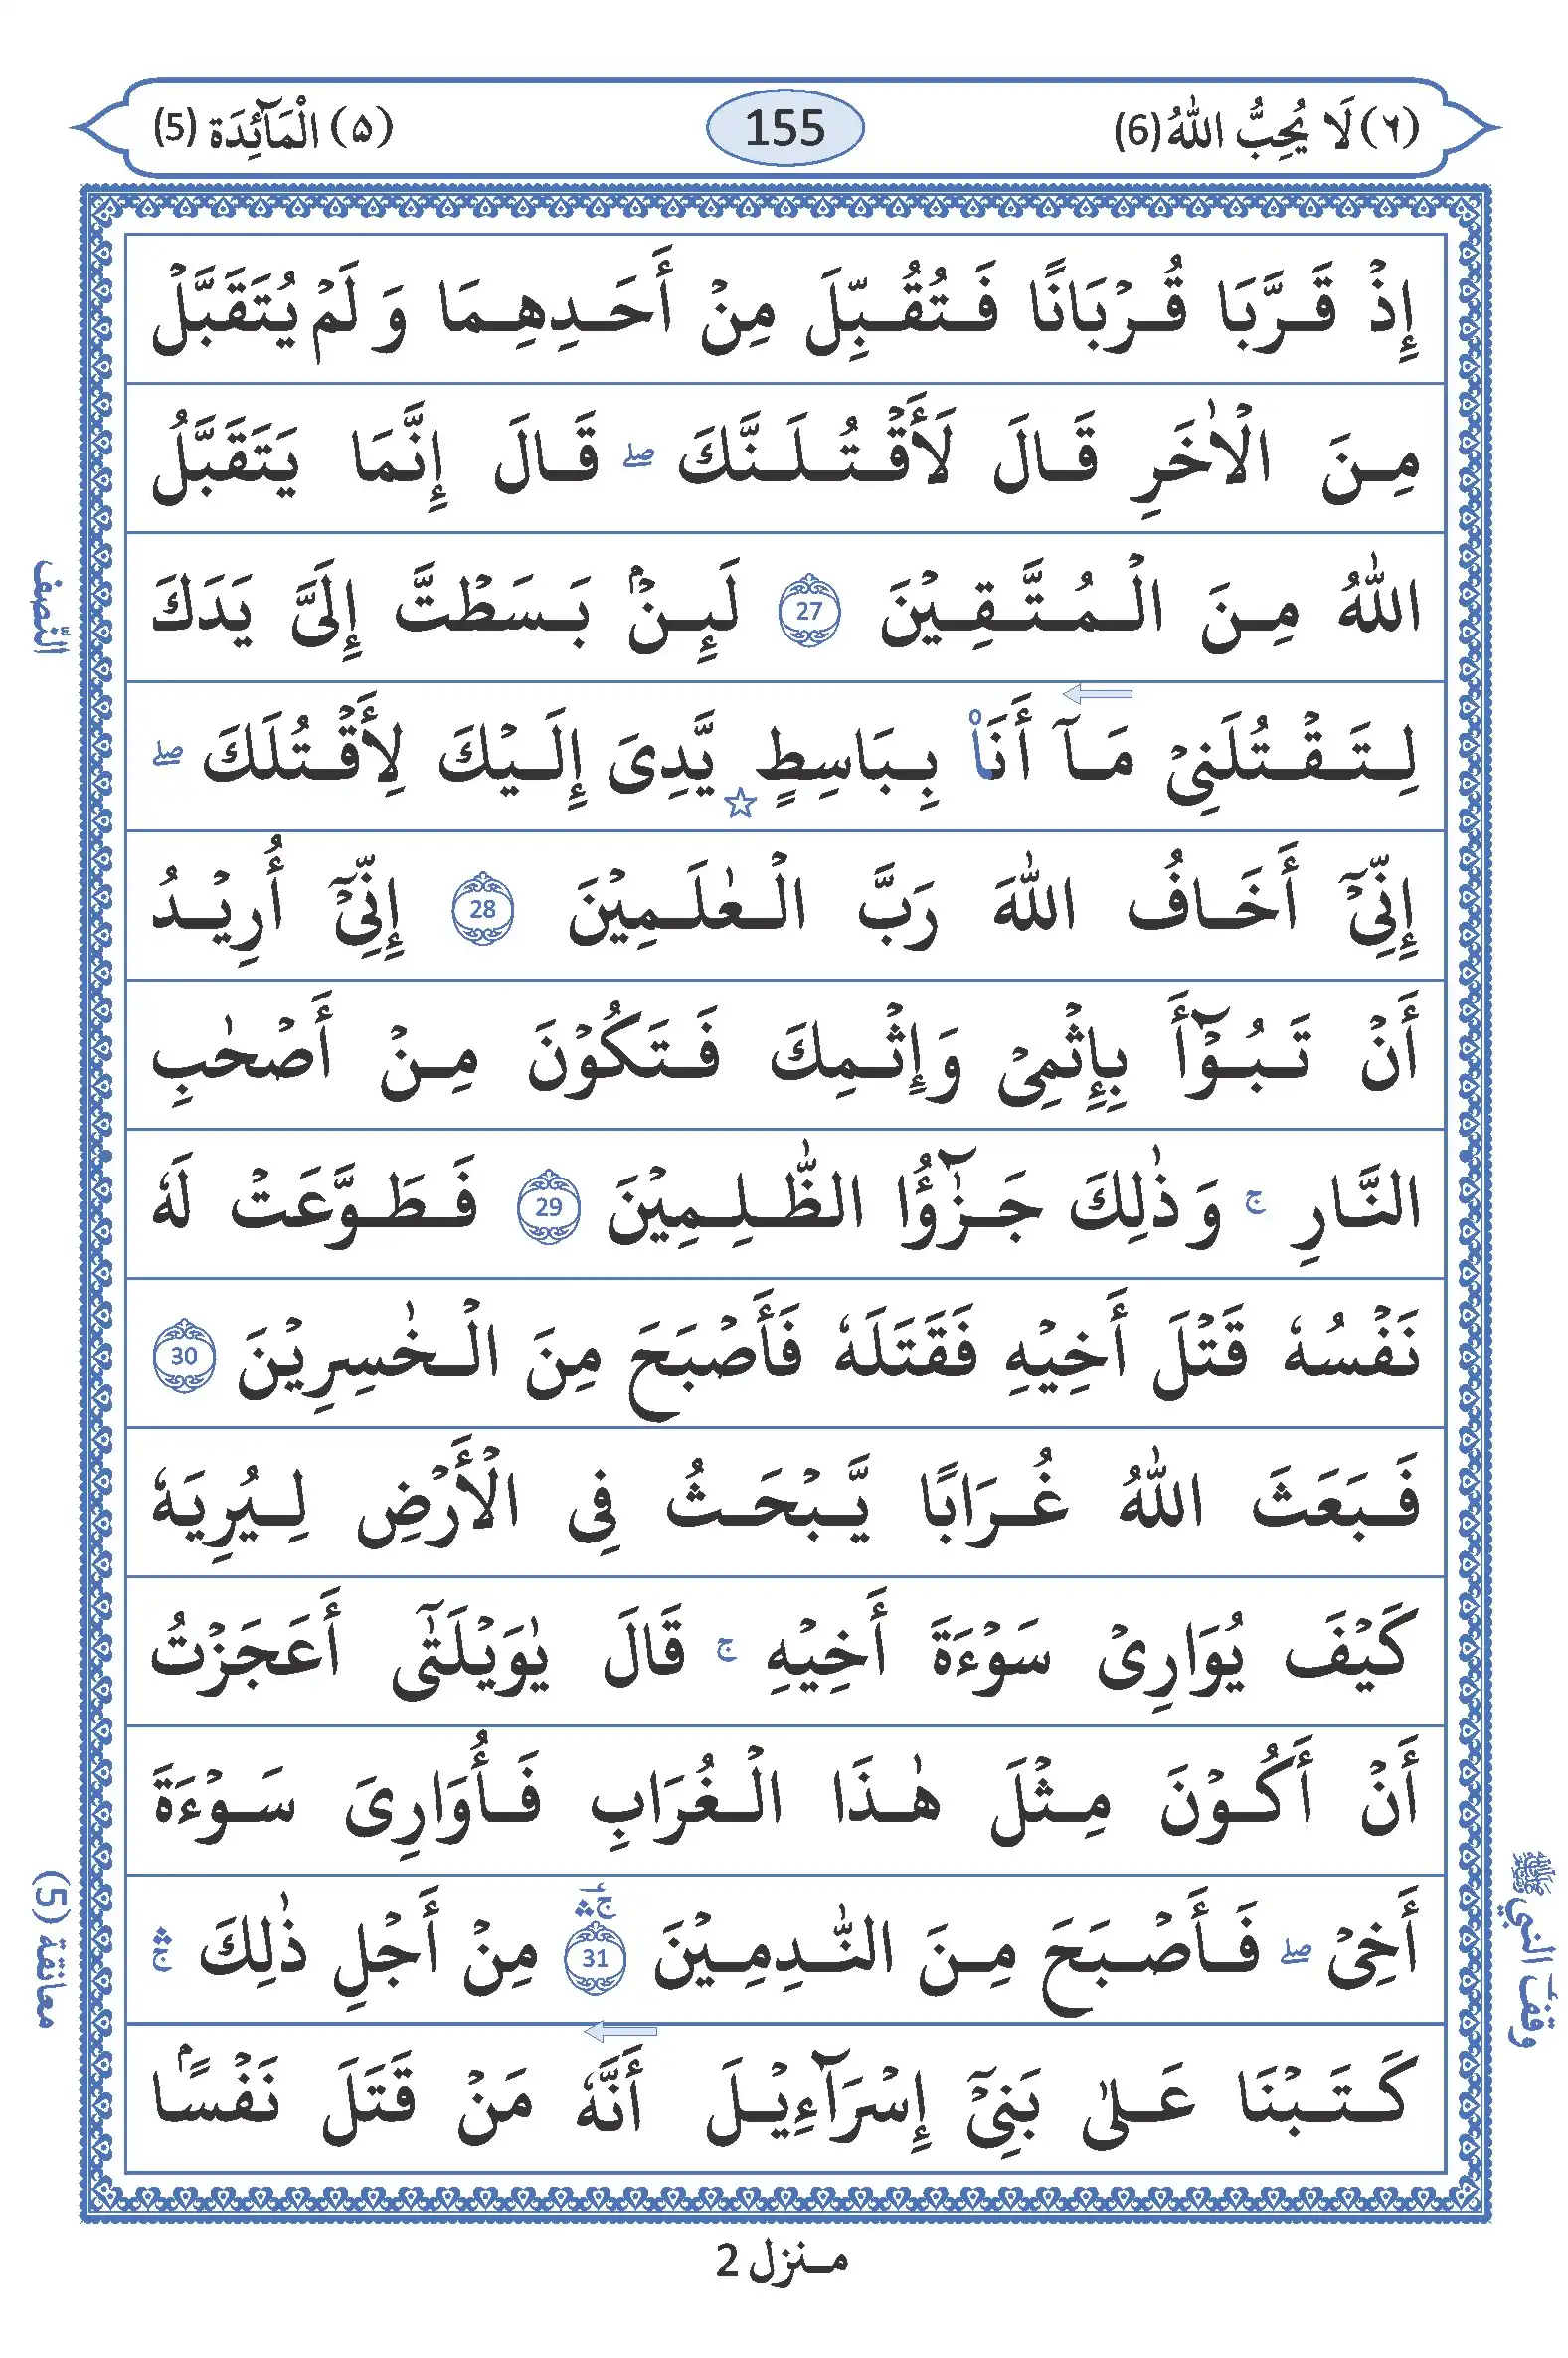 (٦) لَا يُحِبُّ اللّٰهُ (6) 155 (٥) الْمَآئِدَة (5)
إِذْ قَرَّبَا قُرْبَانًا فَتُقُبِّلَ مِنْ أَحَدِهِمَا وَ لَمْ يُتَقَبَّلْ
مِنَ الْاٰخَرِ قَالَ لَأَقْتُلَنَّكَ ۖ قَالَ إِنَّمَا يَتَقَبَّلُ
اللّٰهُ مِنَ الْمُتَّقِيْنَ 27 لَئِنْۢ بَسَطْتَّ إِلَىَّ يَدَكَ
لِتَقْتُلَنِيْ مَآ أَنَا۠ بِبَاسِطٍ يَّدِىَ إِلَيْكَ لِأَقْتُلَكَ ۖ
☆
إِنِّيْٓ أَخَافُ اللّٰهَ رَبَّ الْعٰلَمِيْنَ 28 إِنِّيْٓ أُرِيْدُ
أَنْ تَبُوْٓأَ بِإِثْمِيْ وَإِثْمِكَ فَتَكُوْنَ مِنْ أَصْحٰبِ
النَّارِ ۚ وَذٰلِكَ جَزٰٓؤُا الظّٰلِمِيْنَ 29 فَطَوَّعَتْ لَهٗ
نَفْسُهٗ قَتْلَ أَخِيْهِ فَقَتَلَهٗ فَأَصْبَحَ مِنَ الْخٰسِرِيْنَ 30
فَبَعَثَ اللّٰهُ غُرَابًا يَّبْحَثُ فِى الْأَرْضِ لِيُرِيَهٗ
كَيْفَ يُوَارِيْ سَوْءَةَ أَخِيْهِ ۚ قَالَ يٰوَيْلَتٰٓى أَعَجَزْتُ
أَنْ أَكُوْنَ مِثْلَ هٰذَا الْغُرَابِ فَأُوَارِىَ سَوْءَةَ
أَخِيْ ۖ فَأَصْبَحَ مِنَ النّٰدِمِيْنَ ۚۛ 31 مِنْ أَجْلِ ذٰلِكَ ۚۛ
كَتَبْنَا عَلٰى بَنِيْٓ إِسْرَآءِيْلَ أَنَّهٗ مَنْ قَتَلَ نَفْسًاۢ
النّصف
معانقة (5)
وقف النبي ﷺ
منزل 2